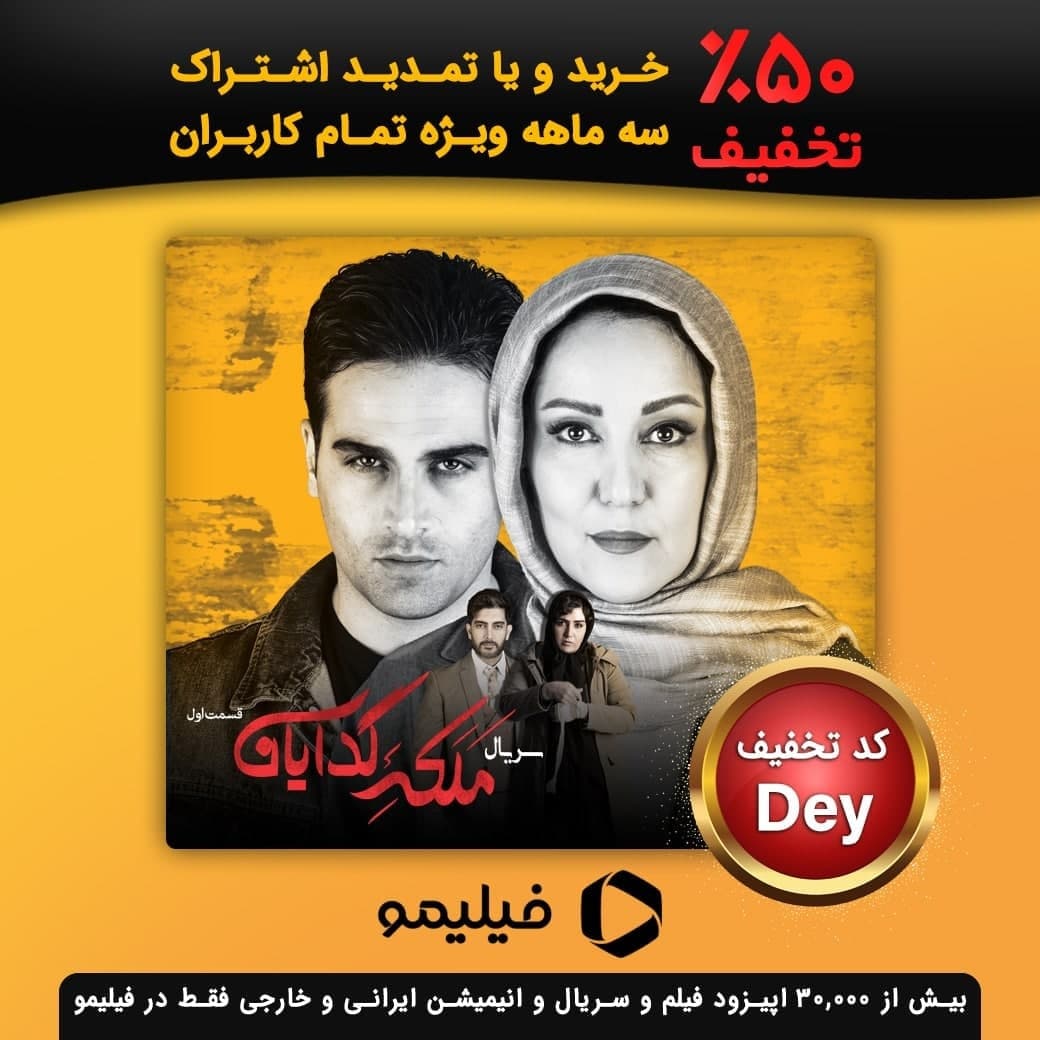 ٪۵۰
تخفیف
خرید و یا تمدید اشتراک
سه ماهه ویژه تمام کاربران
قسمت اول
سریال
ملکه گدایان
کد تخفیف
Dey
فیلیمو
بیش از ۳۰,۰۰۰ اپیزود فیلم و سریال و انیمیشن ایرانی و خارجی فقط در فیلیمو